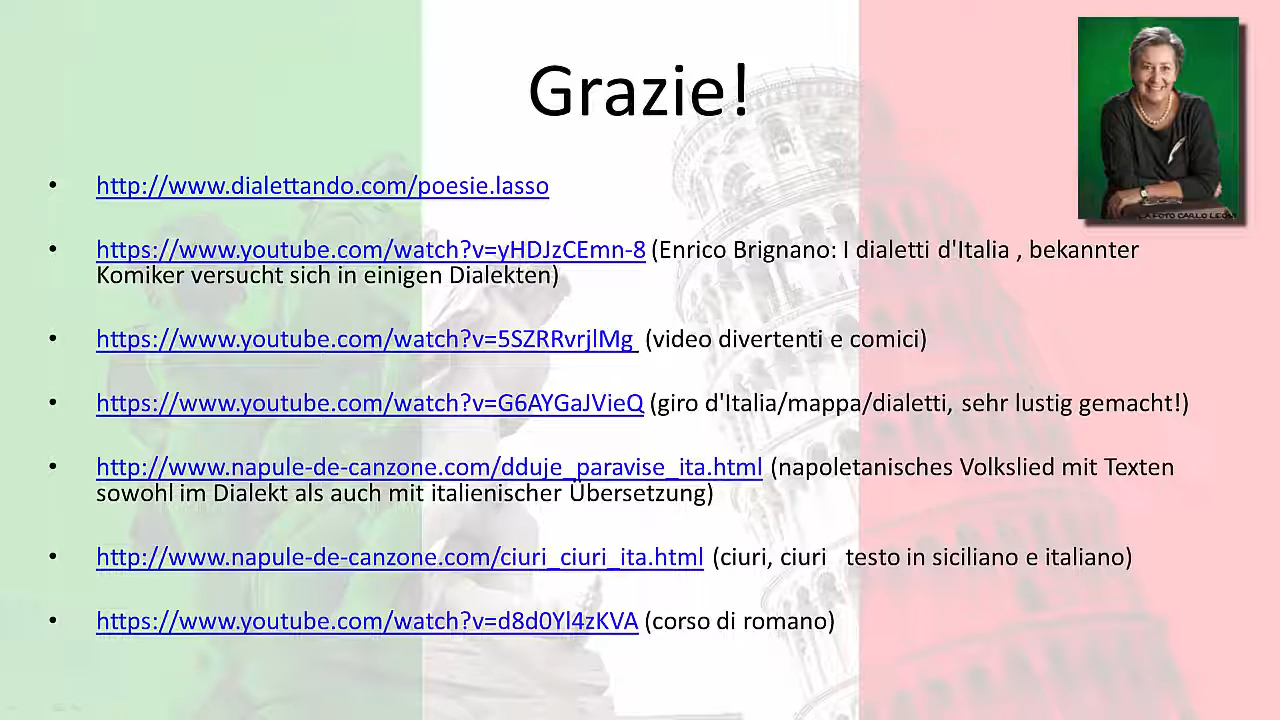 Grazie!
LA FOTO CARLO LEONI
• http://www.dialettando.com/poesie.lasso
• https://www.youtube.com/watch?v=yHDJzCEmn-8 (Enrico Brignano: I dialetti d'Italia , bekannter
Komiker versucht sich in einigen Dialekten)
• https://www.youtube.com/watch?v=5SZRRvrjlMg (video divertenti e comici)
• https://www.youtube.com/watch?v=G6AYGaJVieQ (giro d'Italia/mappa/dialetti, sehr lustig gemacht!)
• http://www.napule-de-canzone.com/dduje_paravise_ita.html (napoletanisches Volkslied mit Texten
sowohl im Dialekt als auch mit italienischer Übersetzung)
• http://www.napule-de-canzone.com/ciuri_ciuri_ita.html (ciuri, ciuri   testo in siciliano e italiano)
• https://www.youtube.com/watch?v=d8d0Yl4zKVA (corso di romano)